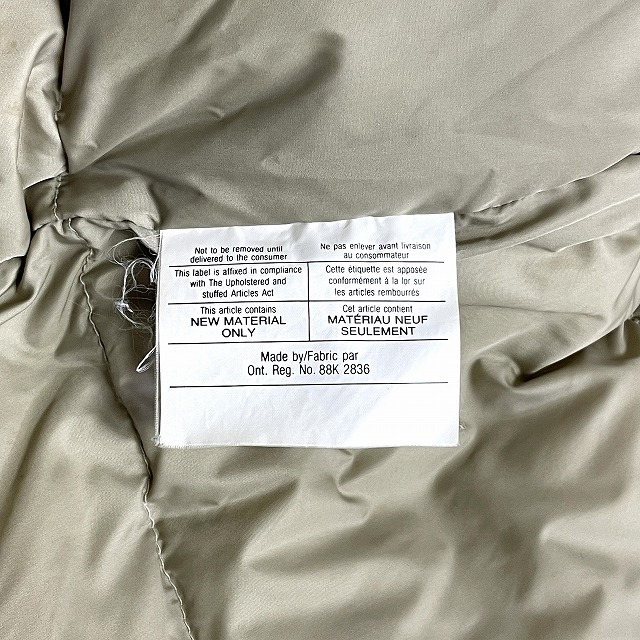 Not to be removed until
delivered to the consumer
Ne pas enlever avant livraison
au consommateur
This label is affixed in compliance
with The Upholstered and
stuffed Articles Act
Cette étiquette est apposée
conformément à la lor sur
les articles rembourrés
This article contains
NEW MATERIAL
ONLY
Cet article contient
MATÉRIAU NEUF
SEULEMENT
Made by/Fabric par
Ont. Reg. No. 88K 2836